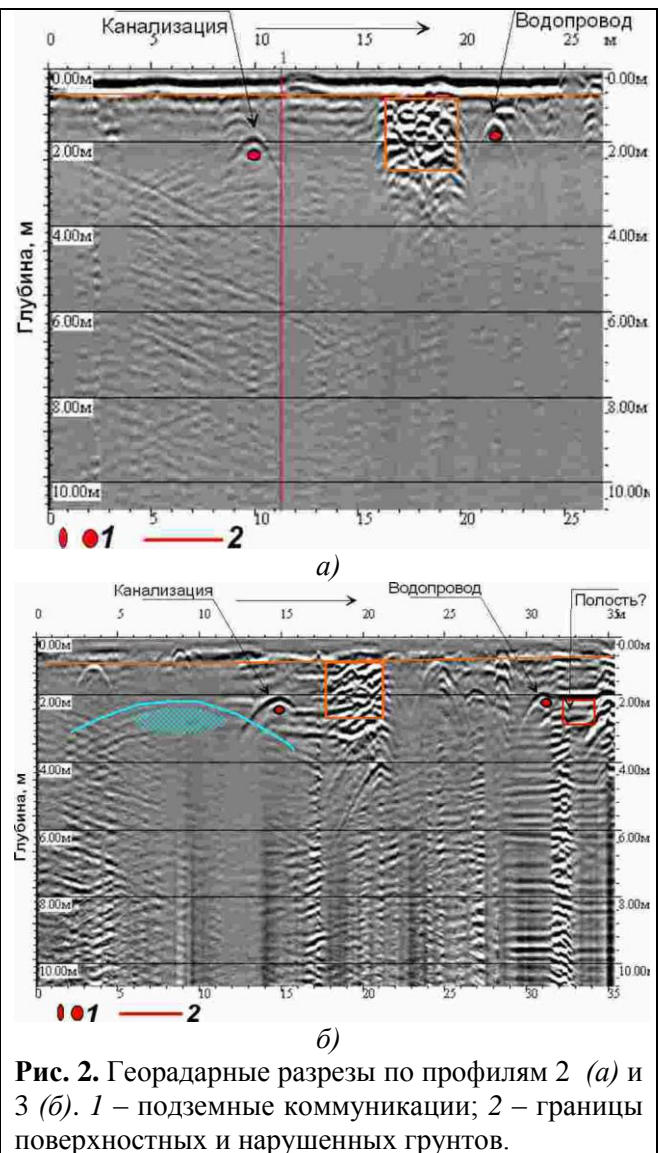 Канализация Водопровод
0 5 10 1 20 25 м
0.00м 0.00м
2.00м 2.00м
4.00м 4.00м
Глубина, м
6.00м 6.00м
8.00м 8.00м
10.00м 10.00м
5 10 15 20 25
1 2
а)
Канализация Водопровод Полость?
0 5 15 20 30 35м
0.00м 0.00м
2.00м 2.00м
4.00м 4.00м
Глубина, м
6.00м 6.00м
8.00м 8.00м
10.00м 10.00м
0 5 10 15 20 25 30 35
1 2
б)
Рис. 2. Георадарные разрезы по профилям 2 (а) и
3 (б). 1 – подземные коммуникации; 2 – границы
поверхностных и нарушенных грунтов.